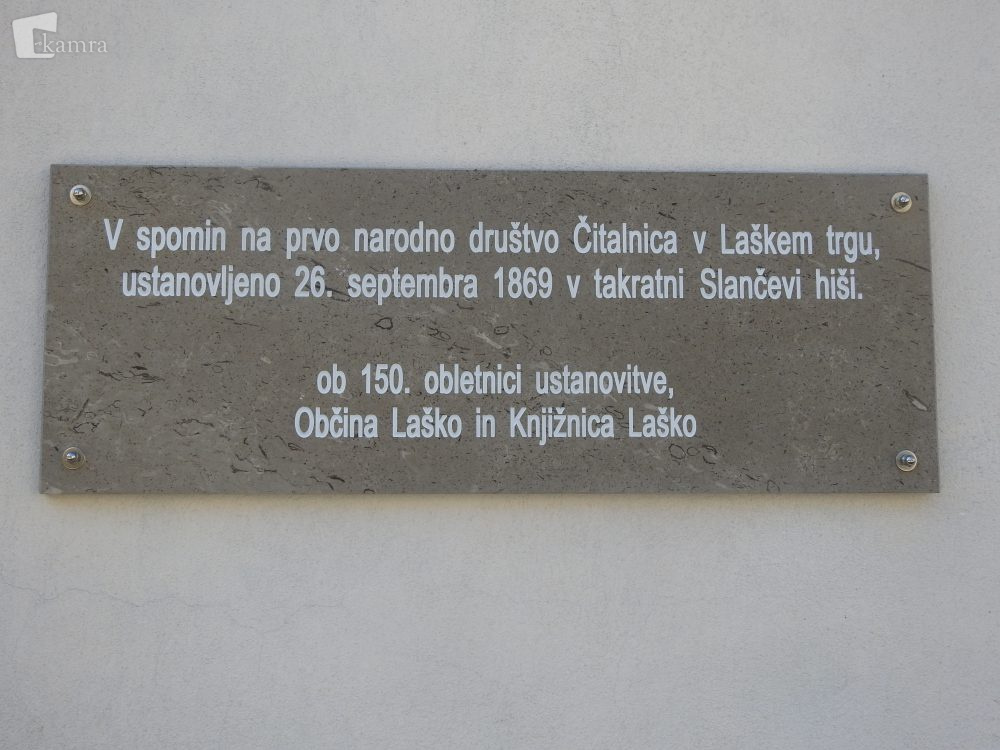 kamra
V spomin na prvo narodno društvo Čitalnica v Laškem trgu,
ustanovljeno 26. septembra 1869 v takratni Slančevi hiši.
ob 150. obletnici ustanovitve,
Občina Laško in Knjižnica Laško